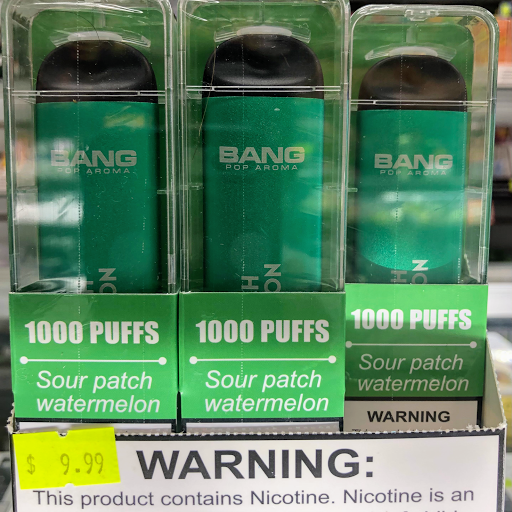 BANG
POP AROMA
BANG
POP AROMA
BANG
POP AROMA
1000 PUFFS
Sour patch
watermelon
1000 PUFFS
Sour patch
watermelon
1000 PUFFS
Sour patch
watermelon
WARNING
$ 9.99
WARNING:
This product contains Nicotine. Nicotine is an